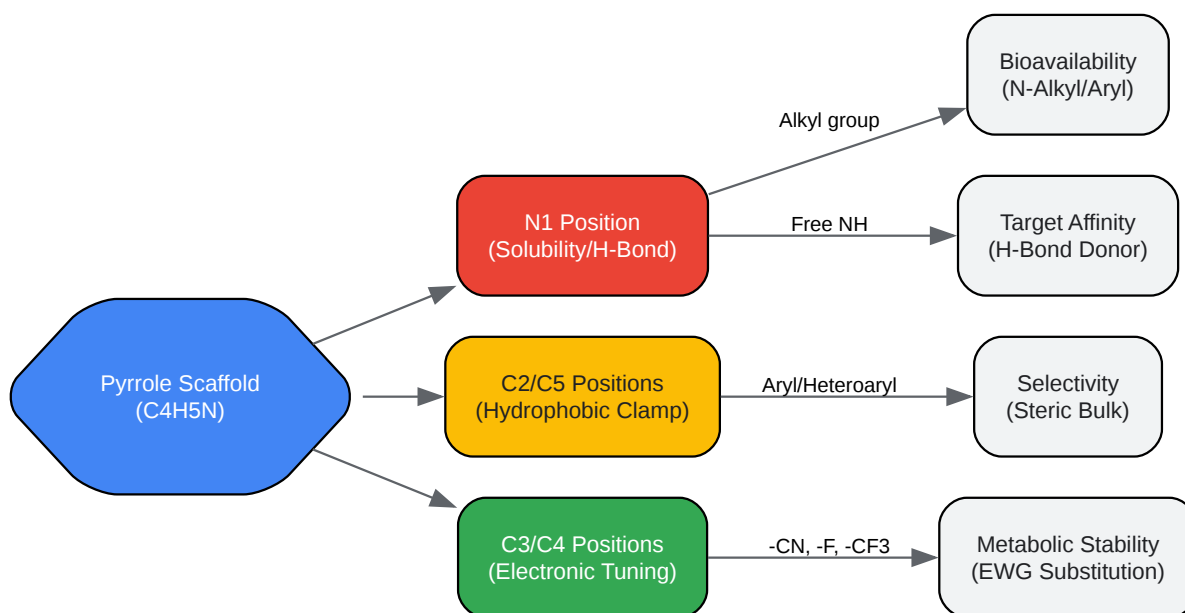 Bioavailability
(N-Alkyl/Aryl)
Alkyl group
N1 Position
(Solubility/H-Bond)
Free NH
Target Affinity
(H-Bond Donor)
Pyrrole Scaffold
(C4H5N)
C2/C5 Positions
(Hydrophobic Clamp)
Aryl/Heteroaryl
Selectivity
(Steric Bulk)
C3/C4 Positions
(Electronic Tuning)
-CN, -F, -CF3
Metabolic Stability
(EWG Substitution)